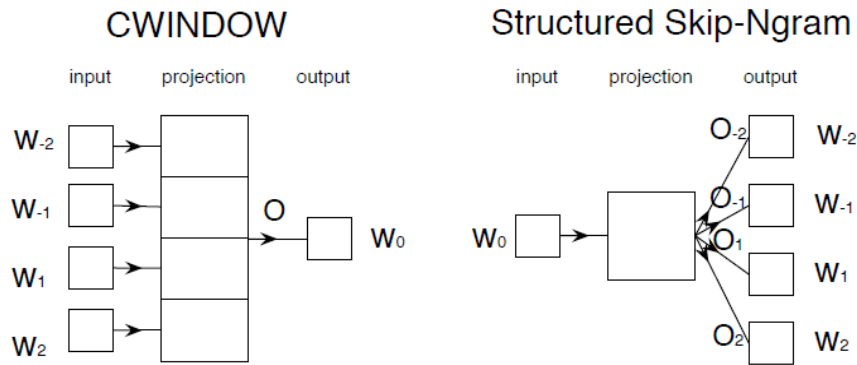 CWINDOW
input projection output
W-2
W-1
W1
W2
O
W0
Structured Skip-Ngram
input projection output
W0
O-2
O-1
O1
O2
W-2
W-1
W1
W2